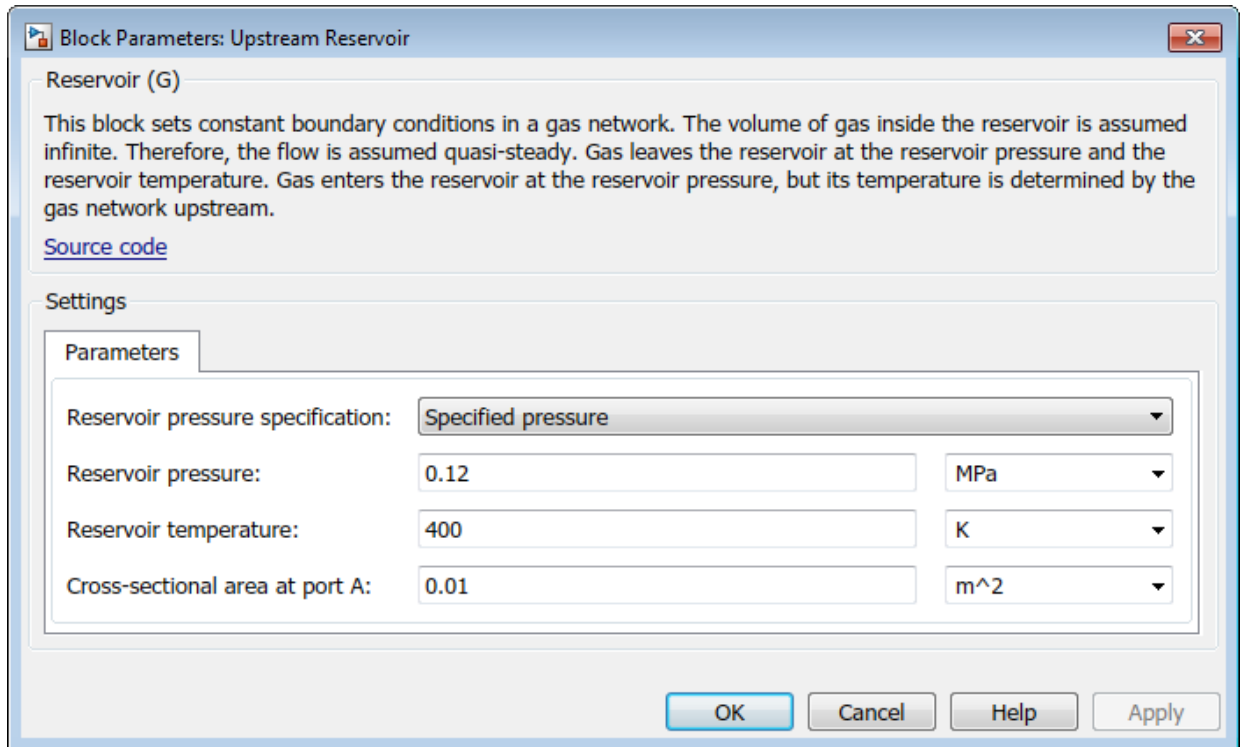 Block Parameters: Upstream Reservoir
Reservoir (G)
This block sets constant boundary conditions in a gas network. The volume of gas inside the reservoir is assumed
infinite. Therefore, the flow is assumed quasi-steady. Gas leaves the reservoir at the reservoir pressure and the
reservoir temperature. Gas enters the reservoir at the reservoir pressure, but its temperature is determined by the
gas network upstream.
Source code
Settings
Parameters
Reservoir pressure specification: Specified pressure
Reservoir pressure: 0.12 MPa
Reservoir temperature: 400 K
Cross-sectional area at port A: 0.01 m^2
OK Cancel Help Apply